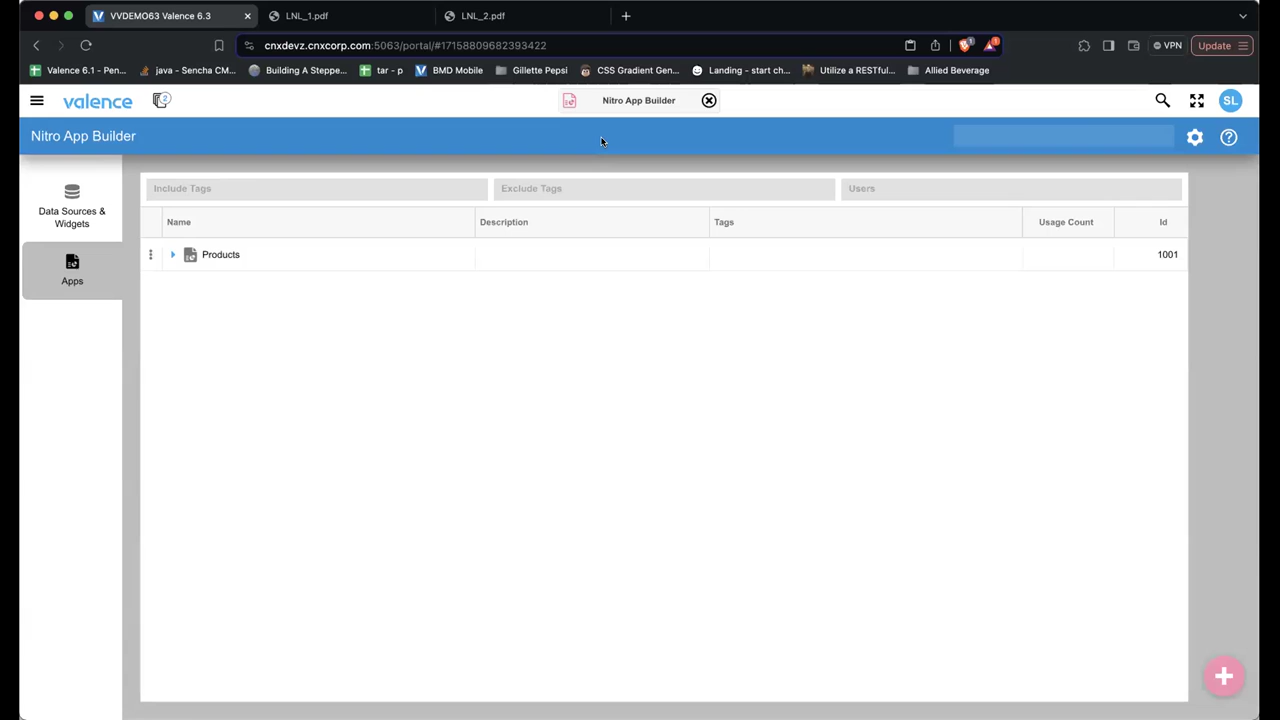 VVDEMO63 Valence 6.3
LNL_1.pdf
LNL_2.pdf
cnxdevz.cnxcorp.com:5063/portal/#17158809682393422
1
VPN
Update
Valence 6.1 - Pen...
java - Sencha CM...
Building A Steppe...
tar - p
BMD Mobile
Gillette Pepsi
CSS Gradient Gen...
Landing - start ch...
Utilize a RESTful...
Allied Beverage
valence
2
Nitro App Builder
SL
Nitro App Builder
Data Sources &
Widgets
Apps
Include Tags
Exclude Tags
Users
Name
Description
Tags
Usage Count
Id
Products
1001